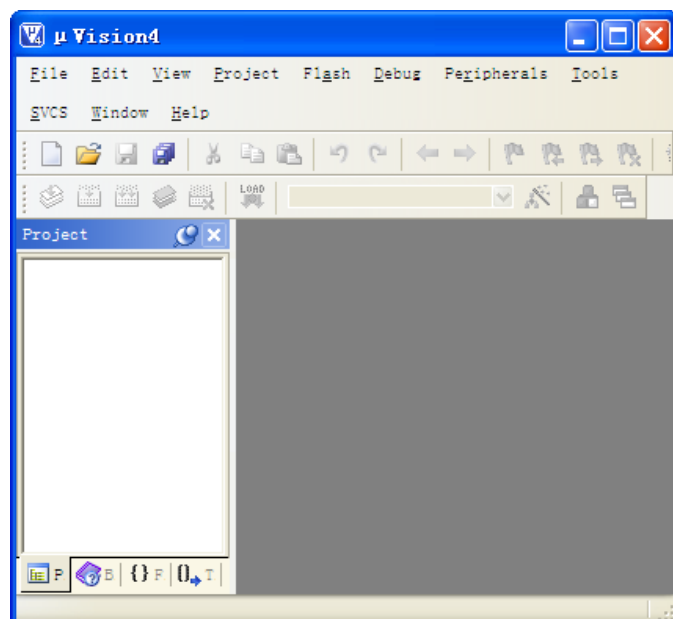 μVision4
File Edit View Project Flash Debug Peripherals Tools
SVCS Window Help
LOAD
Project
P B {} F 0 T